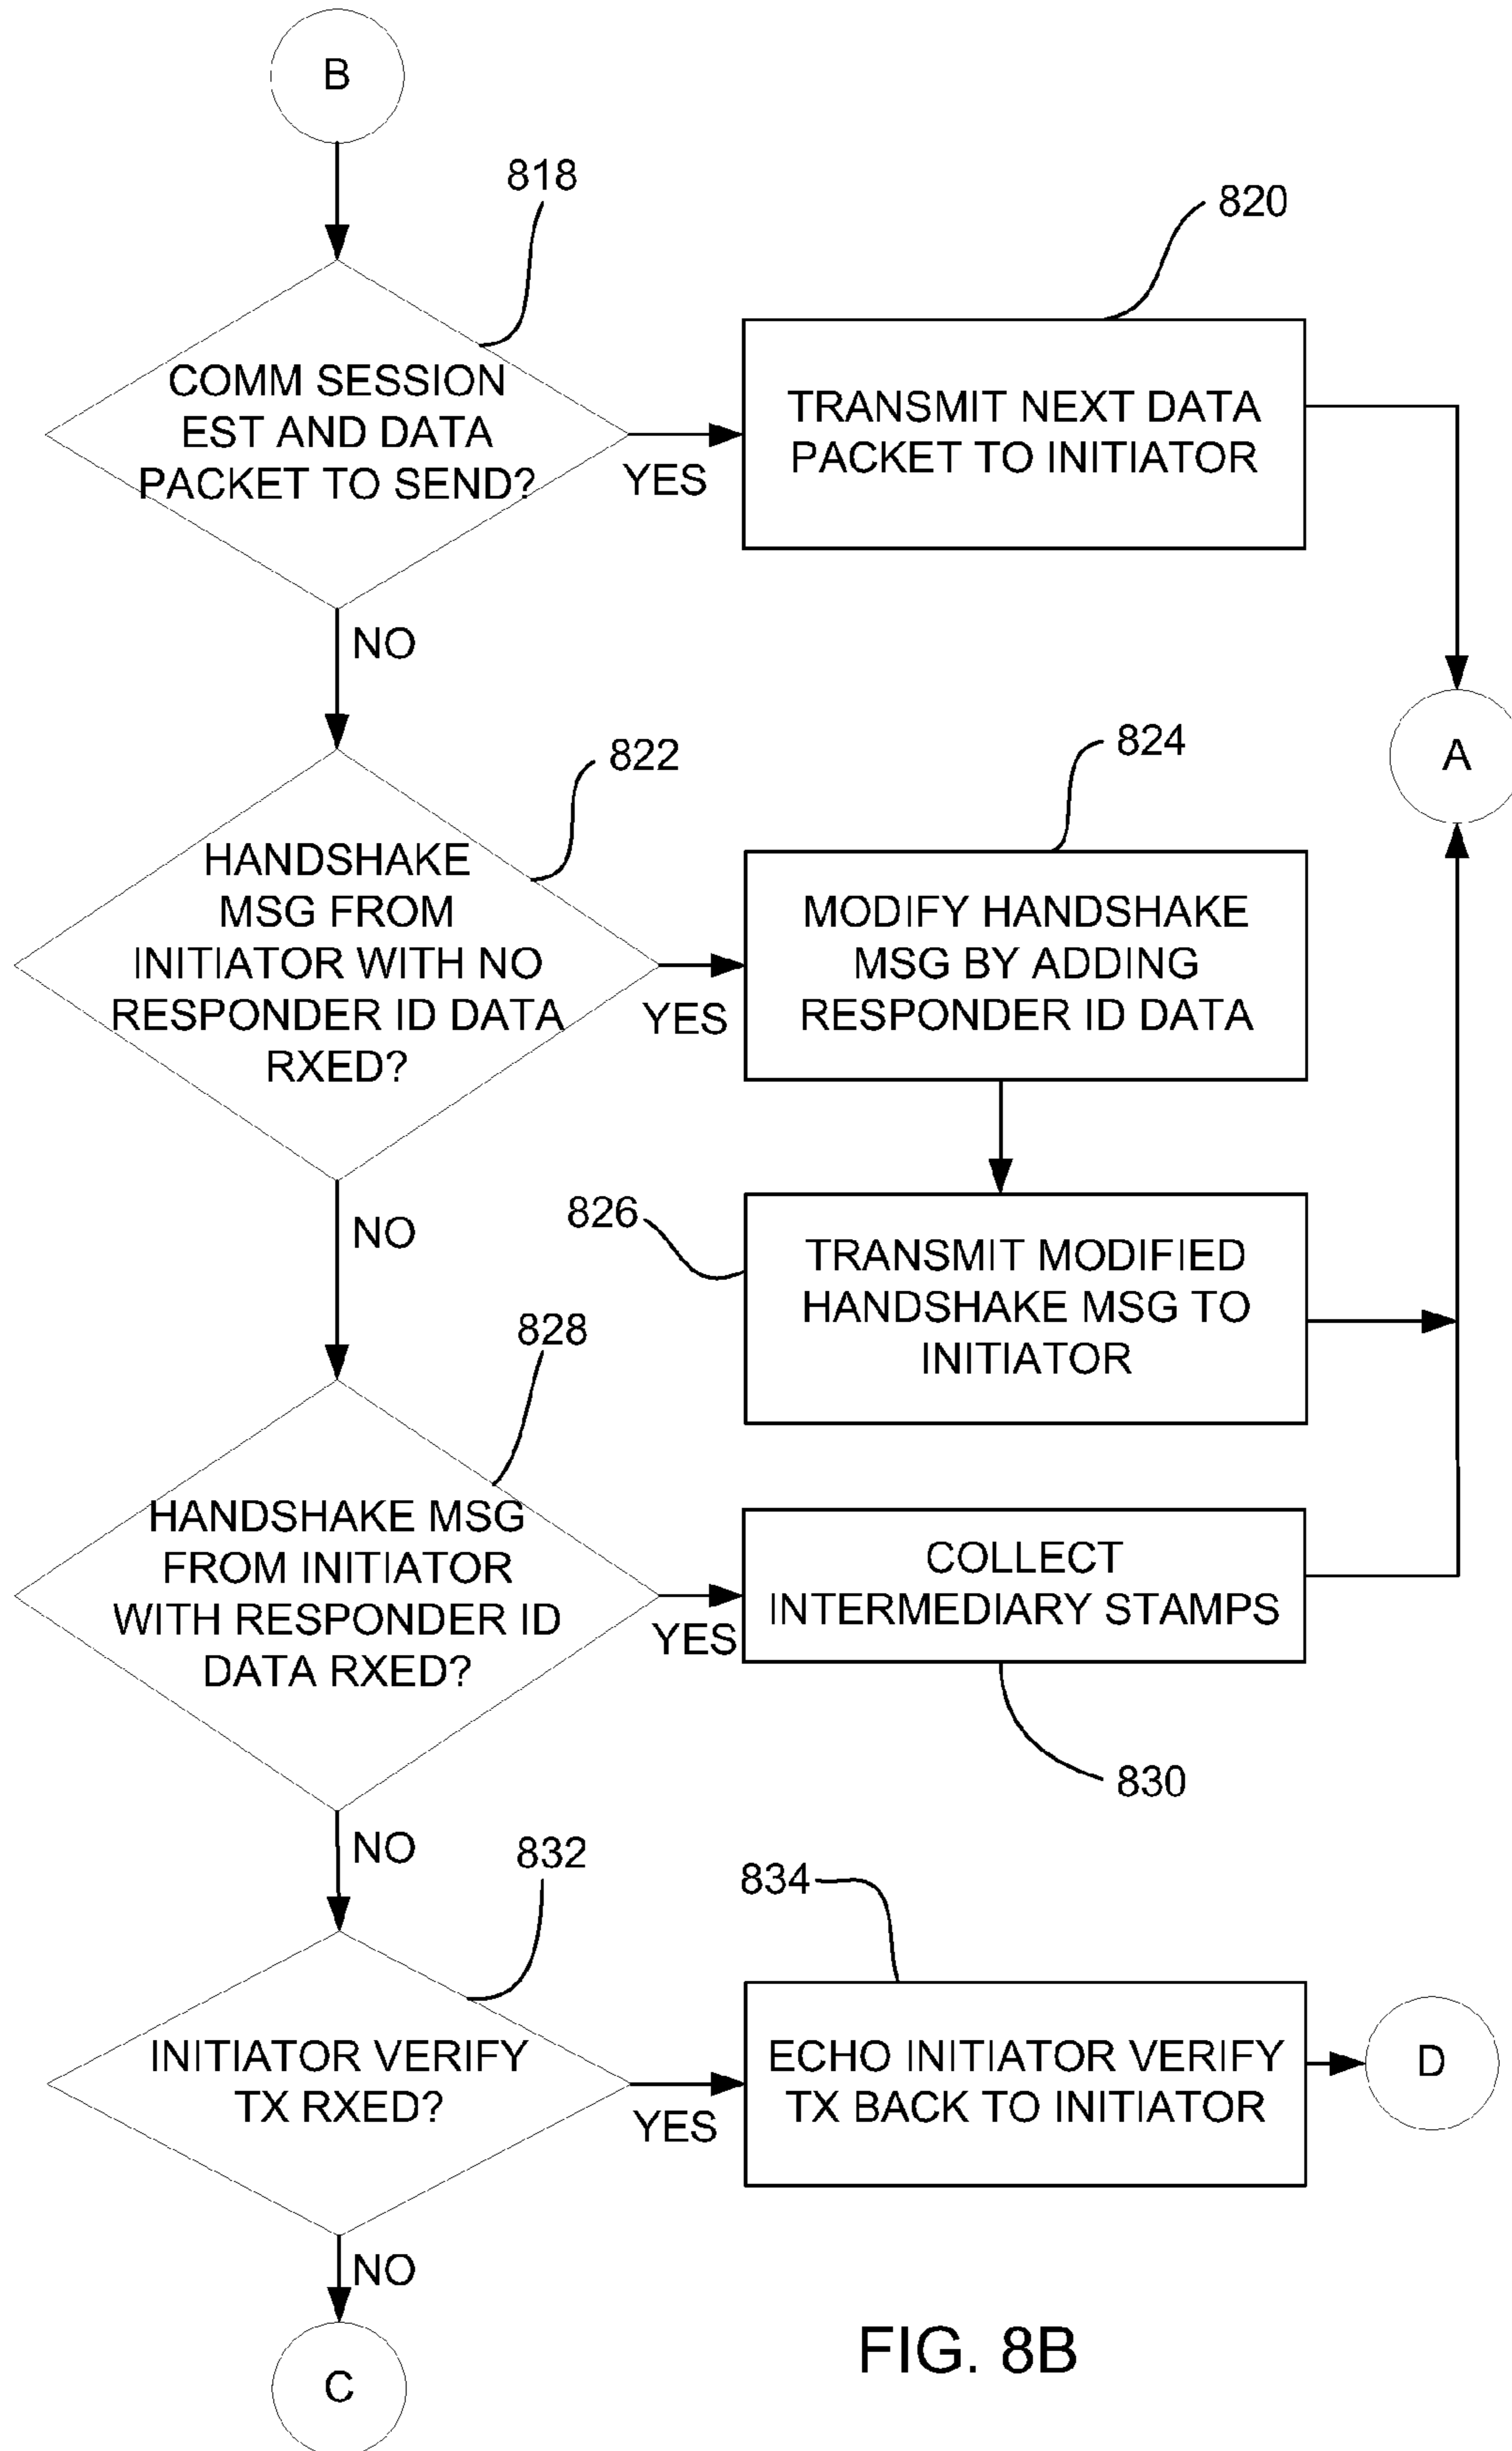 B
818
820
COMM SESSION
EST AND DATA
PACKET TO SEND?
YES
TRANSMIT NEXT DATA
PACKET TO INITIATOR
NO
A
822
824
HANDSHAKE
MSG FROM
INITIATOR WITH NO
RESPONDER ID DATA
RXED?
YES
MODIFY HANDSHAKE
MSG BY ADDING
RESPONDER ID DATA
NO
826
TRANSMIT MODIFIED
HANDSHAKE MSG TO
INITIATOR
828
HANDSHAKE MSG
FROM INITIATOR
WITH RESPONDER ID
DATA RXED?
YES
COLLECT
INTERMEDIARY STAMPS
830
NO
832
834
INITIATOR VERIFY
TX RXED?
YES
ECHO INITIATOR VERIFY
TX BACK TO INITIATOR
D
NO
C
FIG. 8B